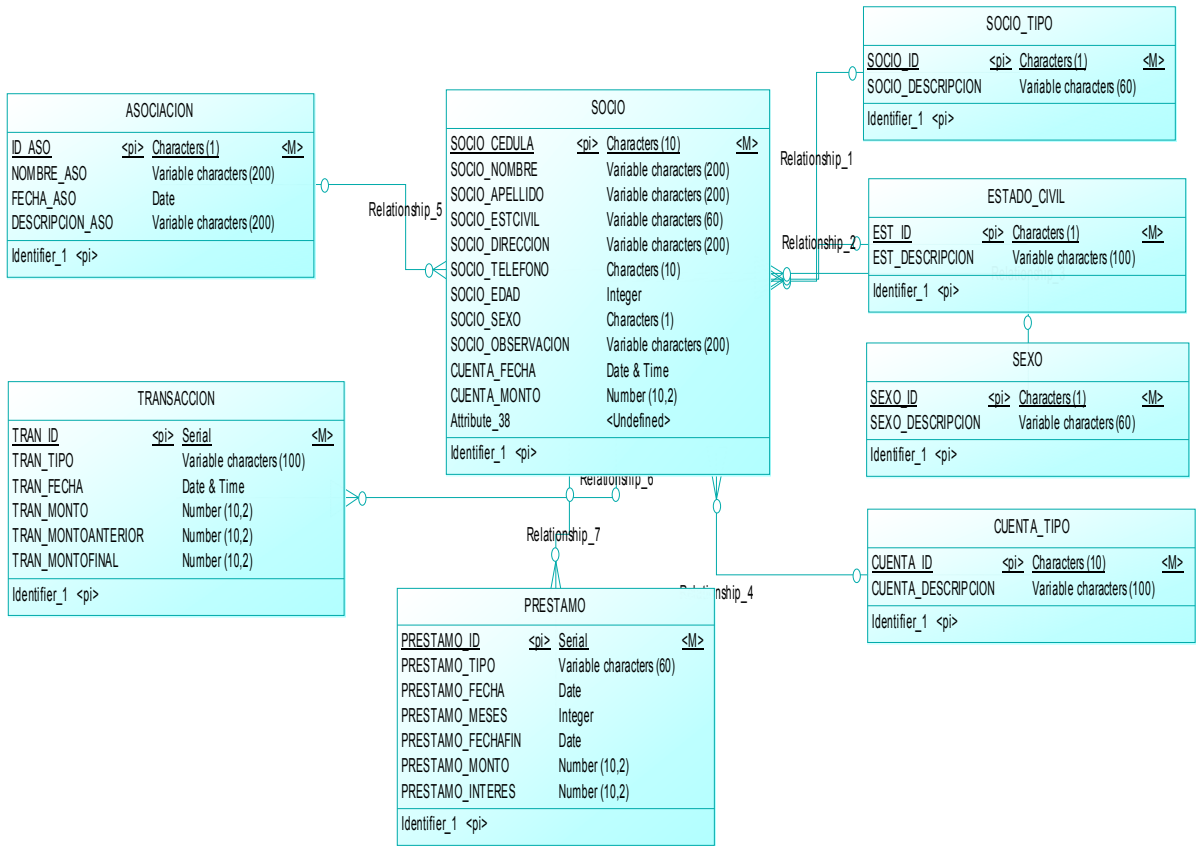 SOCIO_TIPO
SOCIO_ID <pi> Characters (1) <M>
SOCIO_DESCRIPCION Variable characters (60)
Identifier_1 <pi>
ASOCIACION
ID_ASO <pi> Characters (1) <M>
NOMBRE_ASO Variable characters (200)
FECHA_ASO Date
DESCRIPCION_ASO Variable characters (200)
Identifier_1 <pi>
SOCIO
SOCIO_CEDULA <pi> Characters (10) <M>
SOCIO_NOMBRE Variable characters (200)
SOCIO_APELLIDO Variable characters (200)
SOCIO_ESTCIVIL Variable characters (60)
SOCIO_DIRECCION Variable characters (200)
SOCIO_TELEFONO Characters (10)
SOCIO_EDAD Integer
SOCIO_SEXO Characters (1)
SOCIO_OBSERVACION Variable characters (200)
CUENTA_FECHA Date & Time
CUENTA_MONTO Number (10,2)
Attribute_38 <Undefined>
Identifier_1 <pi>
Relationship_1
Relationship_5
Relationship_2
ESTADO_CIVIL
EST_ID <pi> Characters (1) <M>
EST_DESCRIPCION Variable characters (100)
Identifier_1 <pi>
SEXO
SEXO_ID <pi> Characters (1) <M>
SEXO_DESCRIPCION Variable characters (60)
Identifier_1 <pi>
TRANSACCION
TRAN_ID <pi> Serial <M>
TRAN_TIPO Variable characters (100)
TRAN_FECHA Date & Time
TRAN_MONTO Number (10,2)
TRAN_MONTOANTERIOR Number (10,2)
TRAN_MONTOFINAL Number (10,2)
Identifier_1 <pi>
Relationship_6
Relationship_7
CUENTA_TIPO
CUENTA_ID <pi> Characters (10) <M>
CUENTA_DESCRIPCION Variable characters (100)
Identifier_1 <pi>
Relationship_4
PRESTAMO
PRESTAMO_ID <pi> Serial <M>
PRESTAMO_TIPO Variable characters (60)
PRESTAMO_FECHA Date
PRESTAMO_MESES Integer
PRESTAMO_FECHAFIN Date
PRESTAMO_MONTO Number (10,2)
PRESTAMO_INTERES Number (10,2)
Identifier_1 <pi>